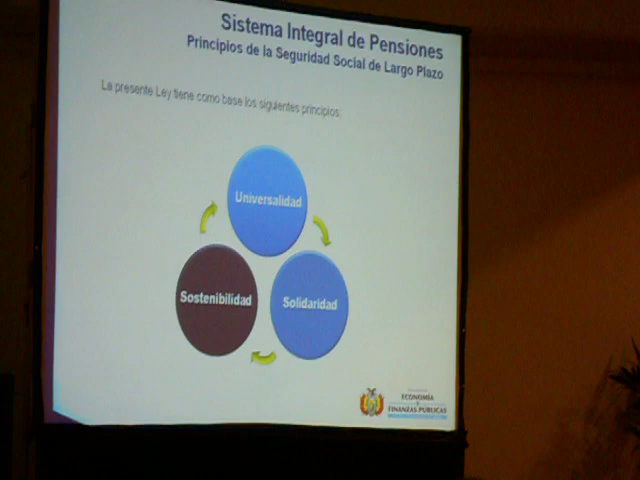 Sistema Integral de Pensiones
Principios de la Seguridad Social de Largo Plazo
La presente Ley tiene como base los siguientes principios:
Universalidad
Sostenibilidad
Solidaridad
ECONOMÍA
Y
FINANZAS PÚBLICAS